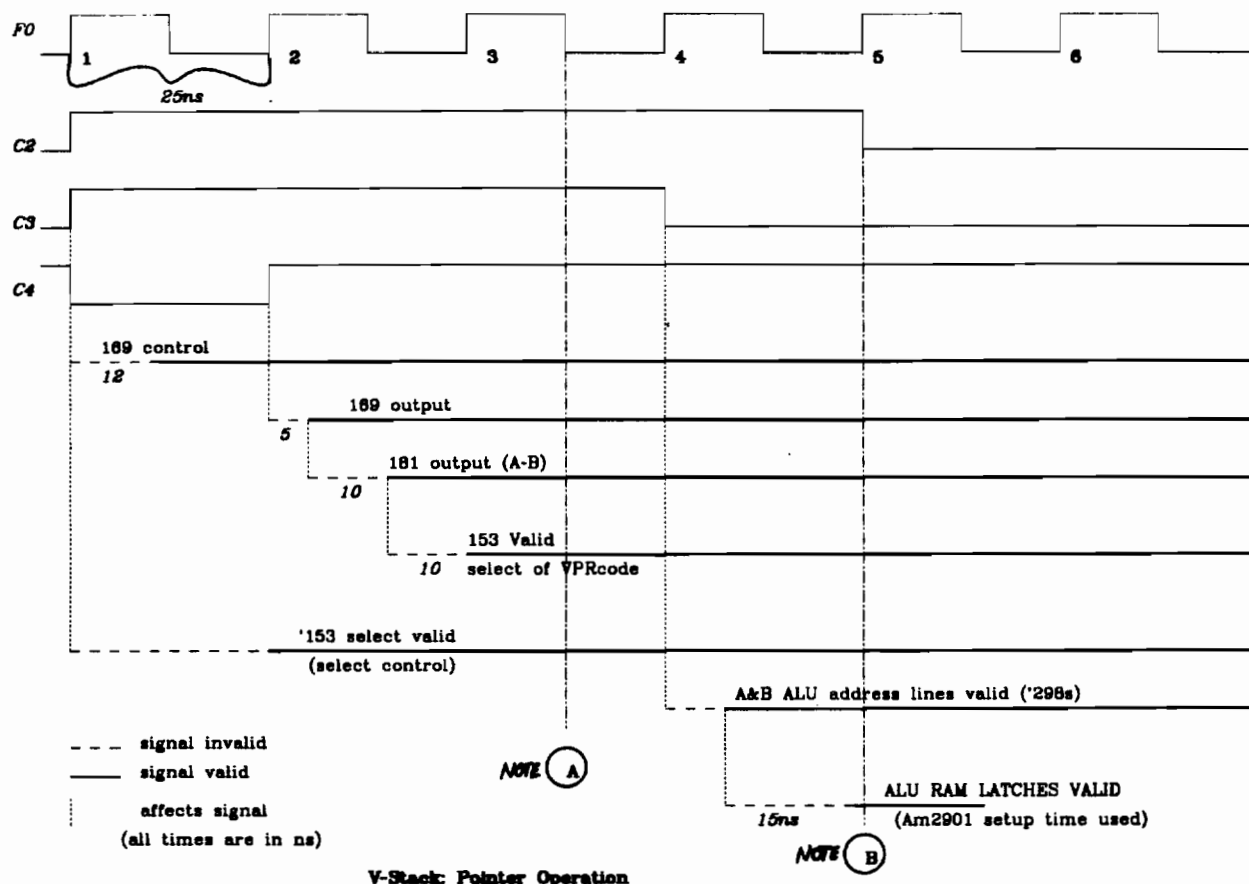 F0
1 2 3 4 5 6
25ns
C2
C3
C4
169 control
12
169 output
5
181 output (A-B)
10
153 Valid
10 select of VPRcode
'153 select valid
(select control)
A&B ALU address lines valid ('298s)
signal invalid
signal valid
NOTE A
ALU RAM LATCHES VALID
affects signal
15ns (Am2901 setup time used)
(all times are in ns)
NOTE B
V-Stack: Pointer Operation